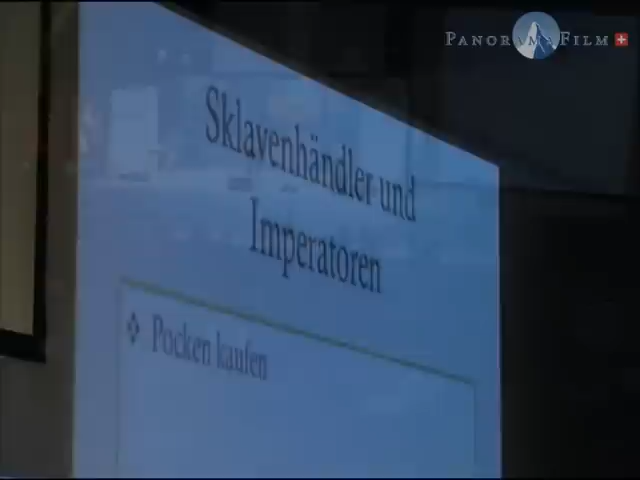 PANORAMA FILM
Sklavenhändler und
Imperatoren
Pocken kaufen